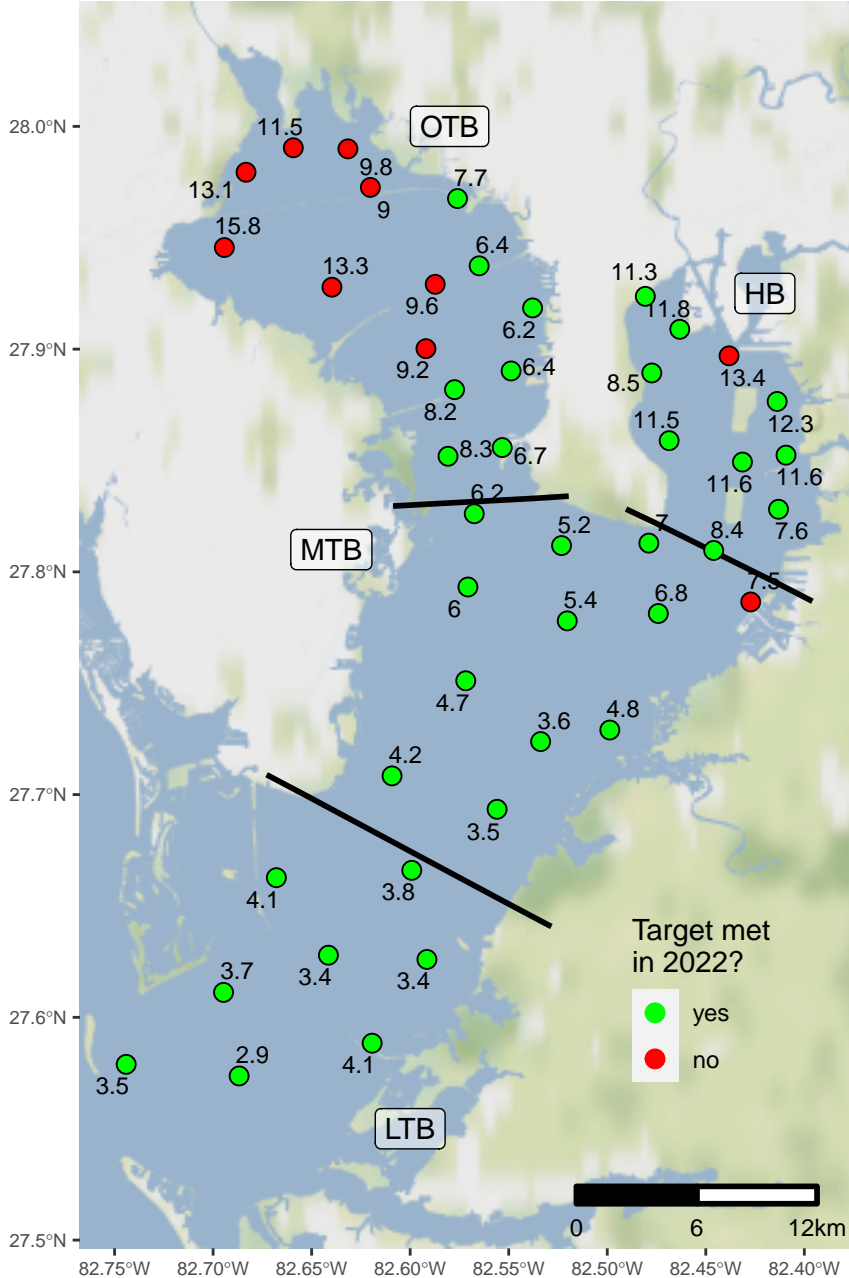 28.0°N
27.9°N
27.8°N
27.7°N
27.6°N
27.5°N
OTB
11.5
9.8
13.1
9
7.7
15.8
6.4
13.3
9.6
6.2
11.3
HB
11.8
9.2
6.4
8.5
13.4
8.2
12.3
11.5
8.3
6.7
11.6
11.6
6.2
7.6
MTB
5.2
7
8.4
7.5
6
5.4
6.8
4.7
3.6
4.8
4.2
3.5
3.8
4.1
Target met
in 2022?
yes
no
3.4
3.4
3.7
4.1
2.9
3.5
LTB
0 6 12km
82.75°W 82.70°W 82.65°W 82.60°W 82.55°W 82.50°W 82.45°W 82.40°W